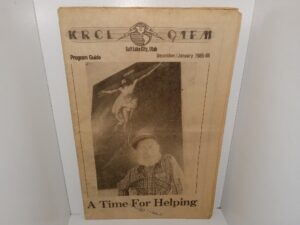 KRCL 91FM
Salt Lake City, Utah
Program Guide December/January 1985-86
A Time For Helping